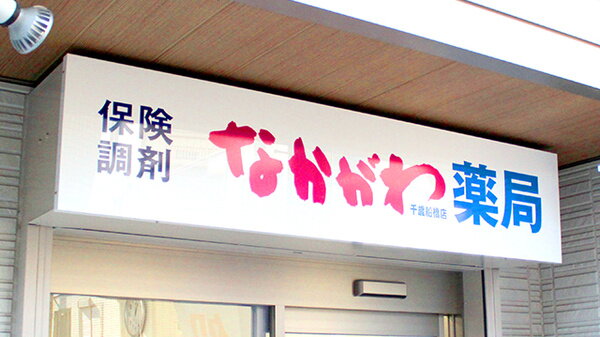 保険
調剤
なかがわ薬局
千歳船橋店